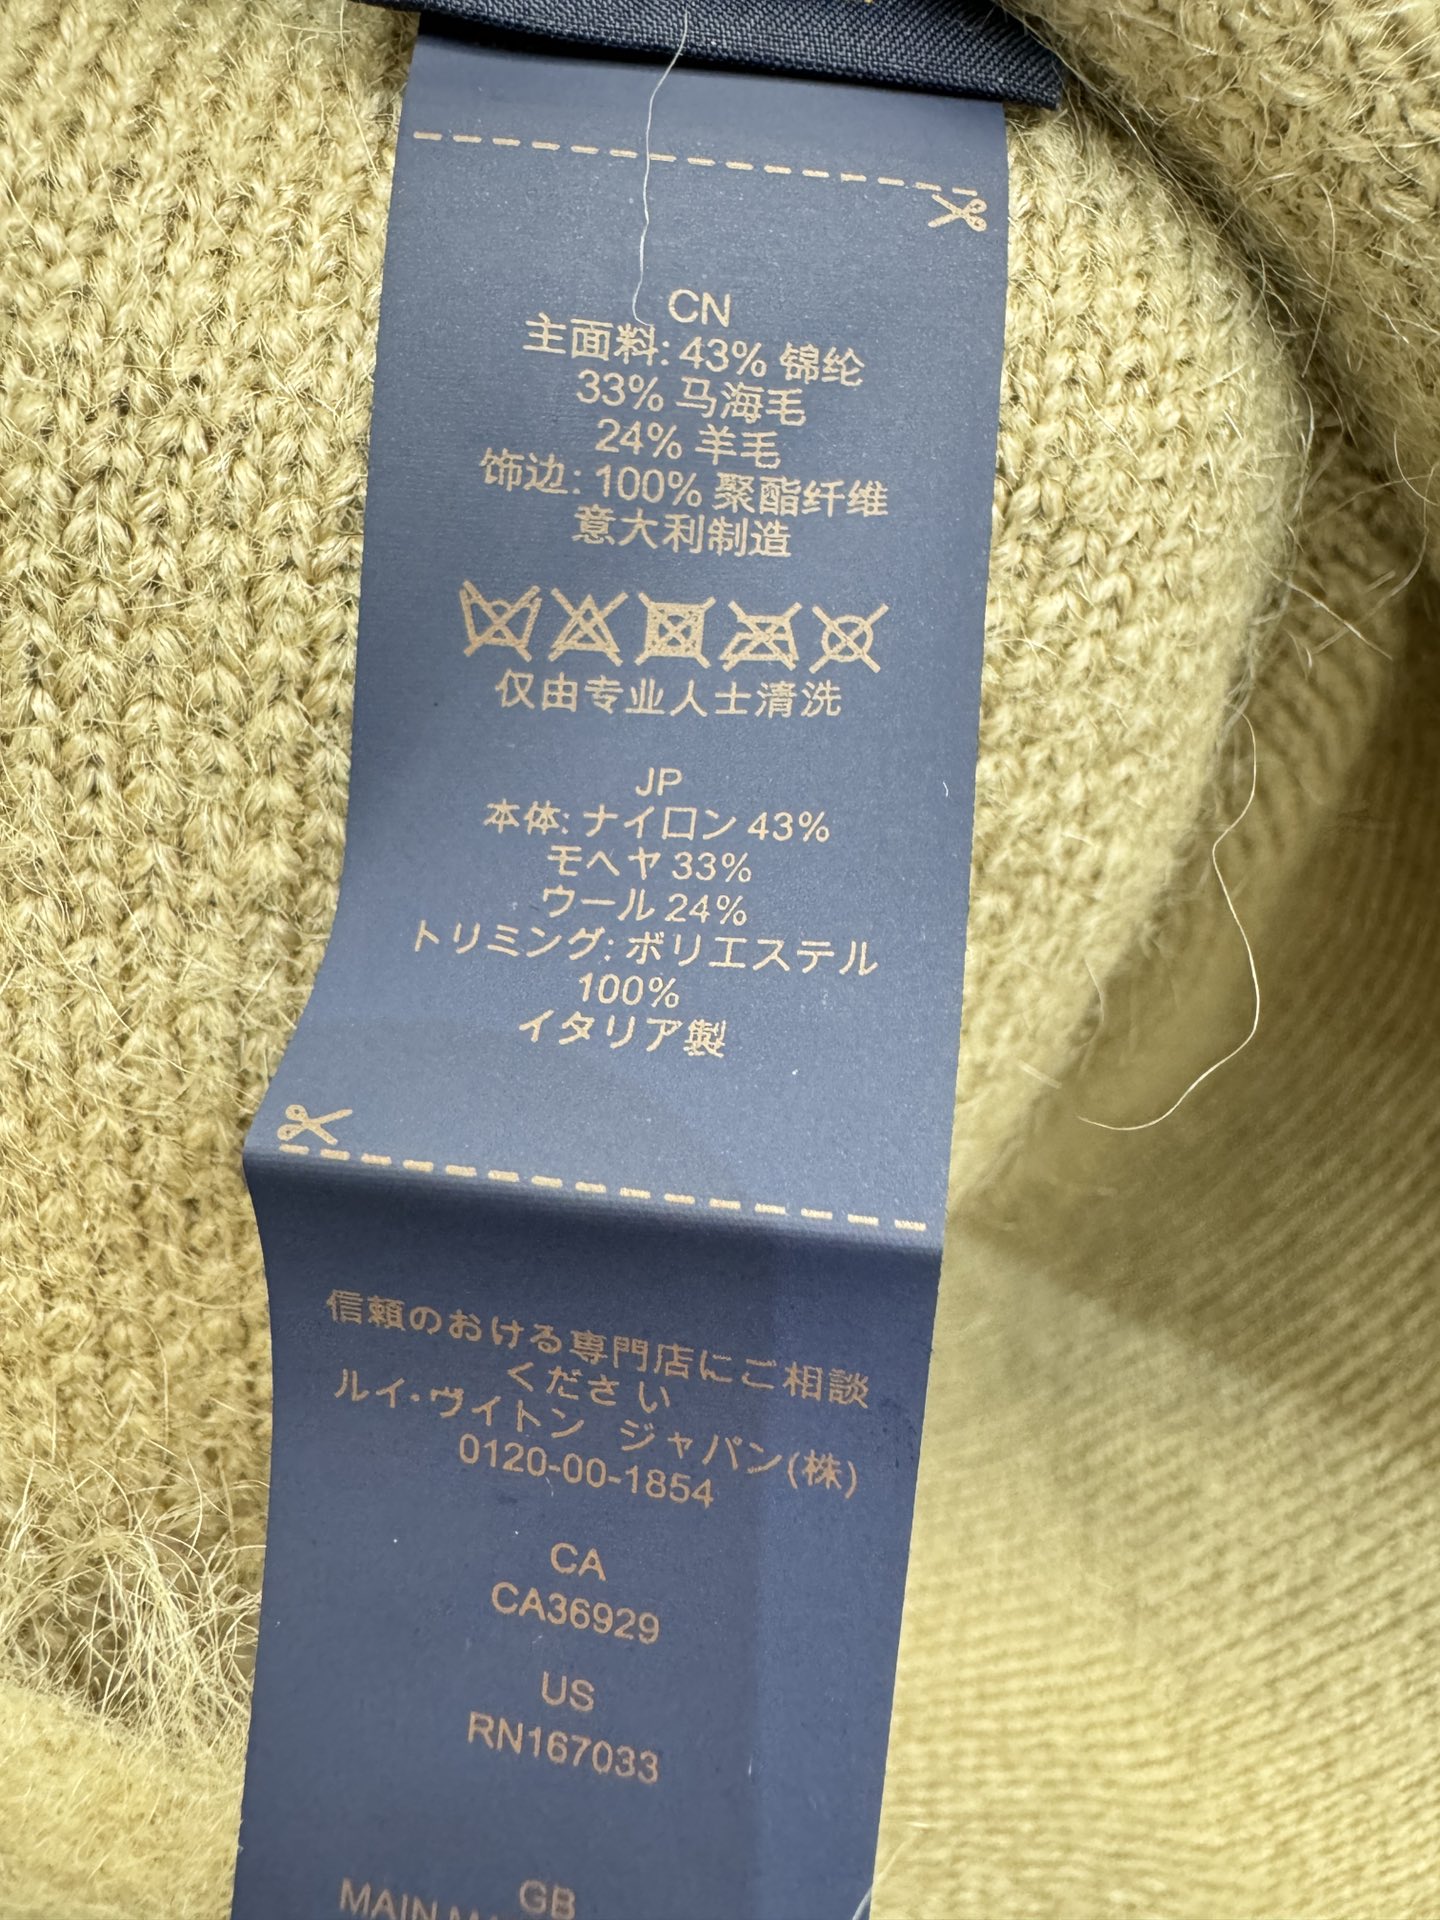 CN
主面料: 43% 锦纶
33% 马海毛
24% 羊毛
饰边: 100% 聚酯纤维
意大利制造
仅由专业人士清洗
JP
本体: ナイロン 43%
モヘヤ 33%
ウール 24%
トリミング: ポリエステル
100%
イタリア製
信頼のおける専門店にご相談
ください
ルイ・ヴィトン ジャパン(株)
0120-00-1854
CA
CA36929
US
RN167033
GB
MAIN